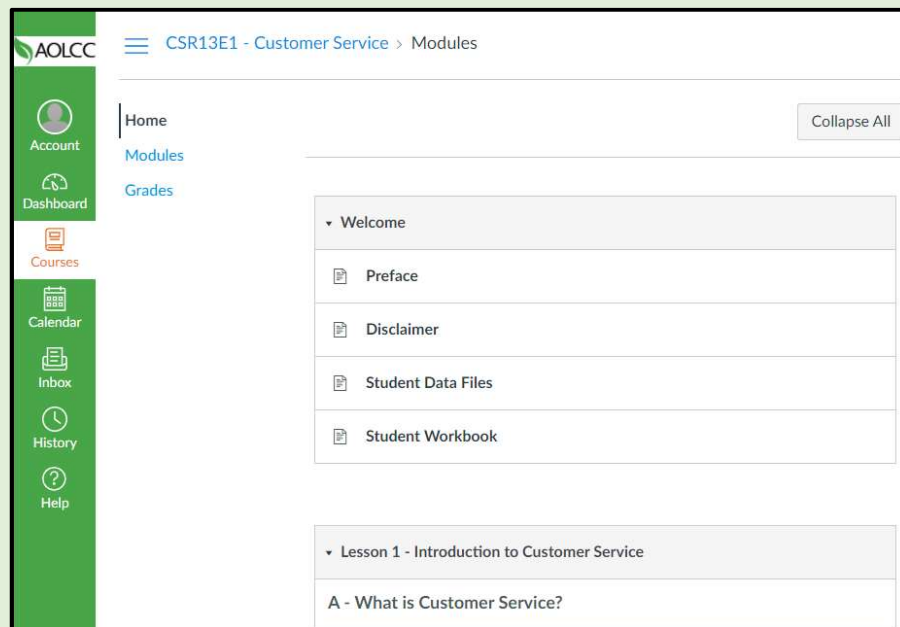 AOLCC
CSR13E1 - Customer Service > Modules
Account
Dashboard
Courses
Calendar
Inbox
History
Help
Home
Modules
Grades
Collapse All
Welcome
Preface
Disclaimer
Student Data Files
Student Workbook
Lesson 1 - Introduction to Customer Service
A - What is Customer Service?